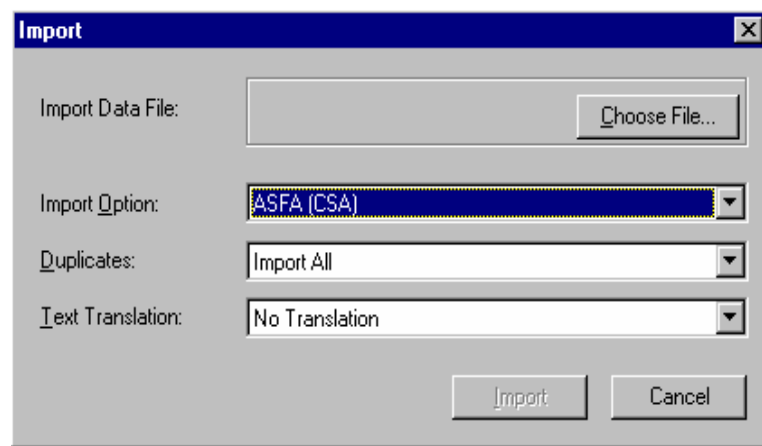 Import
Import Data File:
Choose File...
Import Option:
ASFA (CSA)
Duplicates:
Import All
Text Translation:
No Translation
Import
Cancel